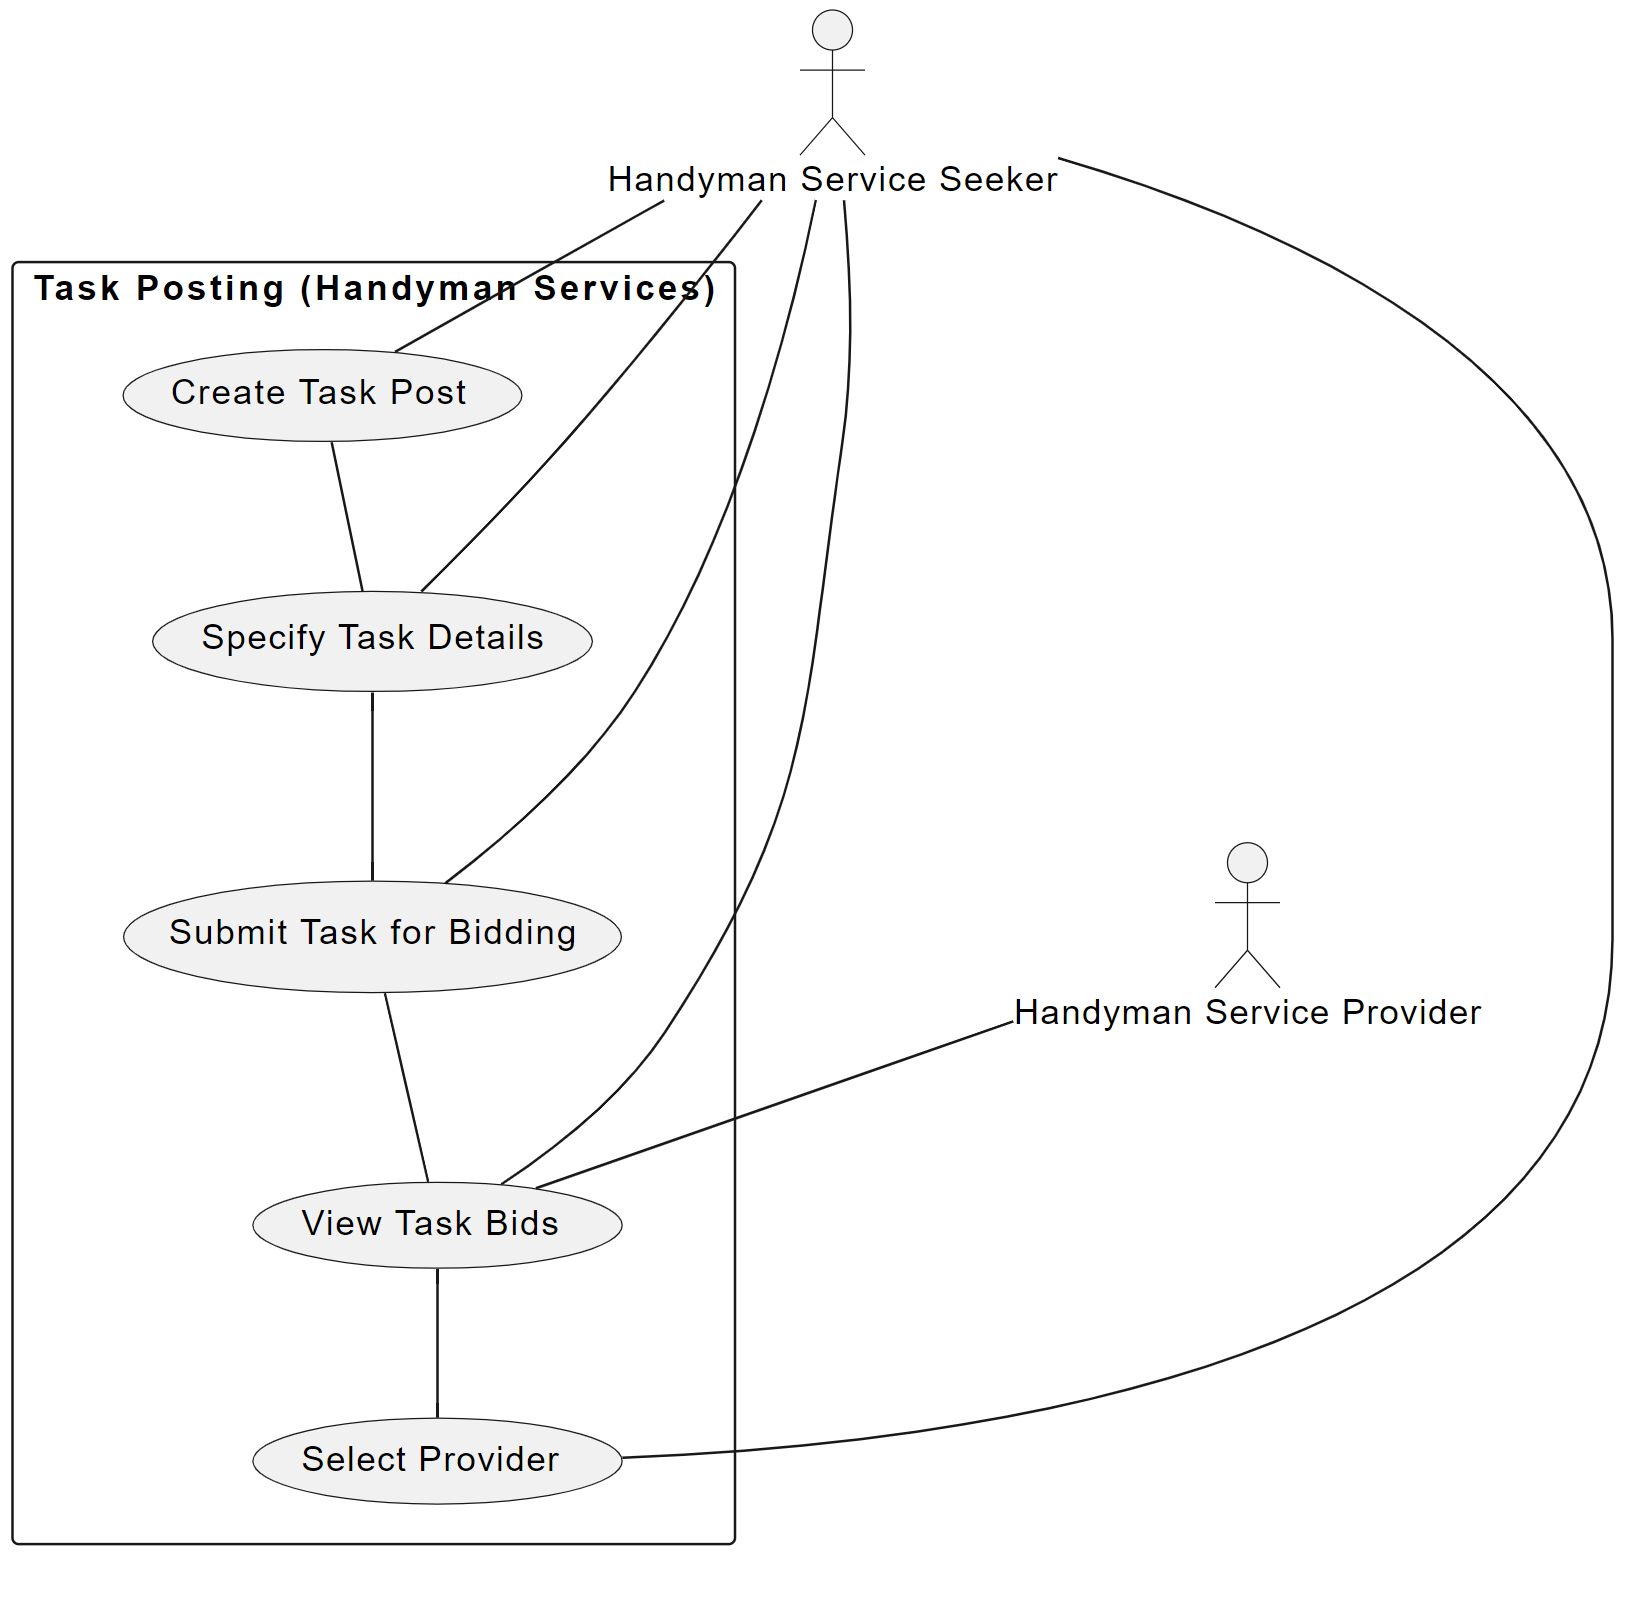 Handyman Service Seeker
Task Posting (Handyman Services)
Create Task Post
Specify Task Details
Submit Task for Bidding
Handyman Service Provider
View Task Bids
Select Provider